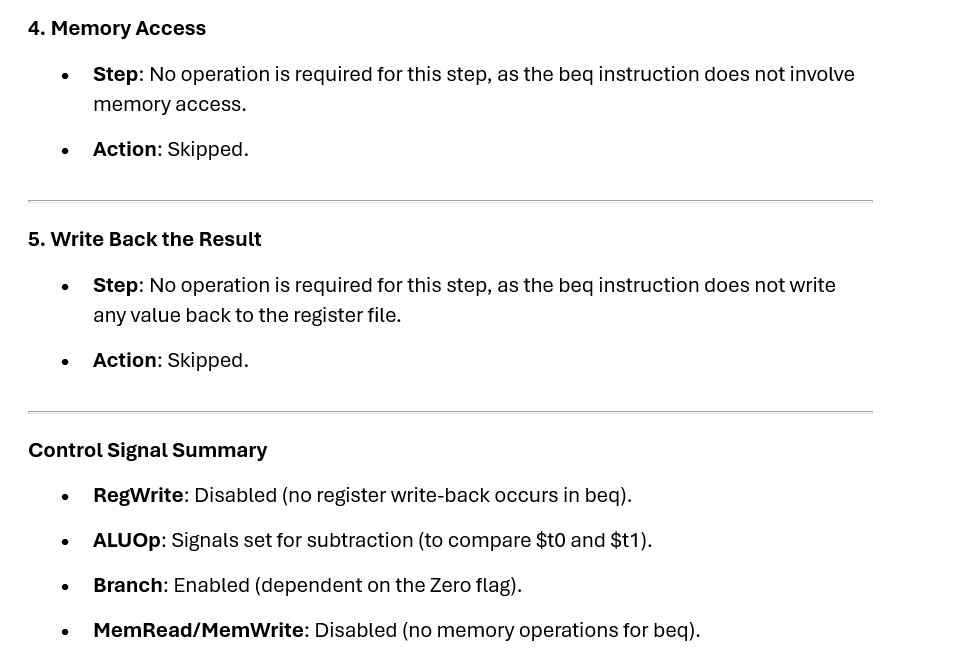 4. Memory Access
• Step: No operation is required for this step, as the beq instruction does not involve
memory access.
• Action: Skipped.
5. Write Back the Result
• Step: No operation is required for this step, as the beq instruction does not write
any value back to the register file.
• Action: Skipped.
Control Signal Summary
• RegWrite: Disabled (no register write-back occurs in beq).
• ALUOp: Signals set for subtraction (to compare $t0 and $t1).
• Branch: Enabled (dependent on the Zero flag).
• MemRead/MemWrite: Disabled (no memory operations for beq).